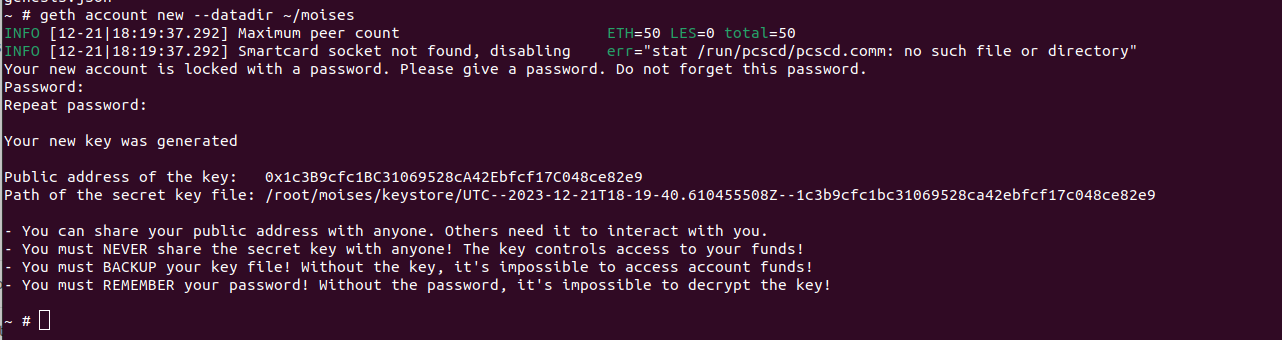 genesis.json
~ # geth account new --datadir ~/moises
INFO [12-21|18:19:37.292] Maximum peer count ETH=50 LES=0 total=50
INFO [12-21|18:19:37.292] Smartcard socket not found, disabling err="stat /run/pcscd/pcscd.comm: no such file or directory"
Your new account is locked with a password. Please give a password. Do not forget this password.
Password:
Repeat password:
Your new key was generated
Public address of the key: 0x1c3B9cfc1BC31069528cA42Ebfcf17C048ce82e9
Path of the secret key file: /root/moises/keystore/UTC--2023-12-21T18-19-40.610455508Z--1c3b9cfc1bc31069528ca42ebfcf17c048ce82e9
- You can share your public address with anyone. Others need it to interact with you.
- You must NEVER share the secret key with anyone! The key controls access to your funds!
- You must BACKUP your key file! Without the key, it's impossible to access account funds!
- You must REMEMBER your password! Without the password, it's impossible to decrypt the key!
~ #